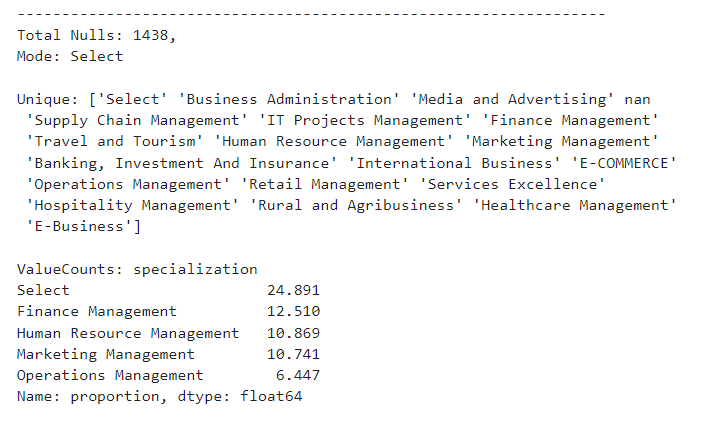 ------------------------------------------------------------------
Total Nulls: 1438,
Mode: Select
Unique: ['Select' 'Business Administration' 'Media and Advertising' nan
'Supply Chain Management' 'IT Projects Management' 'Finance Management'
'Travel and Tourism' 'Human Resource Management' 'Marketing Management'
'Banking, Investment And Insurance' 'International Business' 'E-COMMERCE'
'Operations Management' 'Retail Management' 'Services Excellence'
'Hospitality Management' 'Rural and Agribusiness' 'Healthcare Management'
'E-Business']
ValueCounts: specialization
Select 24.891
Finance Management 12.510
Human Resource Management 10.869
Marketing Management 10.741
Operations Management 6.447
Name: proportion, dtype: float64